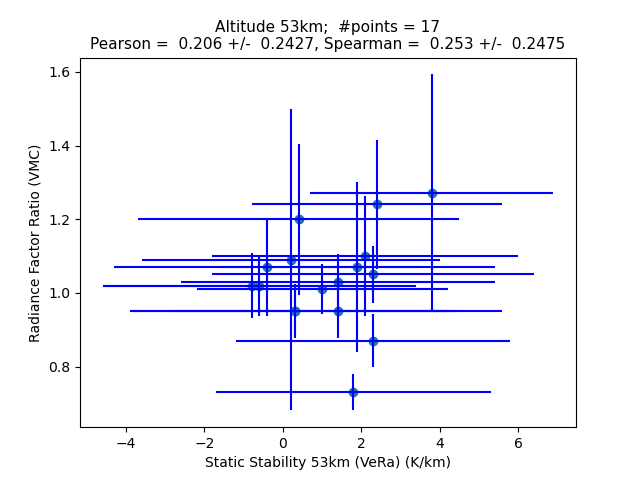 Altitude 53km;  #points = 17
Pearson =  0.206 +/-  0.2427, Spearman =  0.253 +/-  0.2475
1.6
1.4
1.2
1.0
0.8
Radiance Factor Ratio (VMC)
−4
−2
0
2
4
6
Static Stability 53km (VeRa) (K/km)